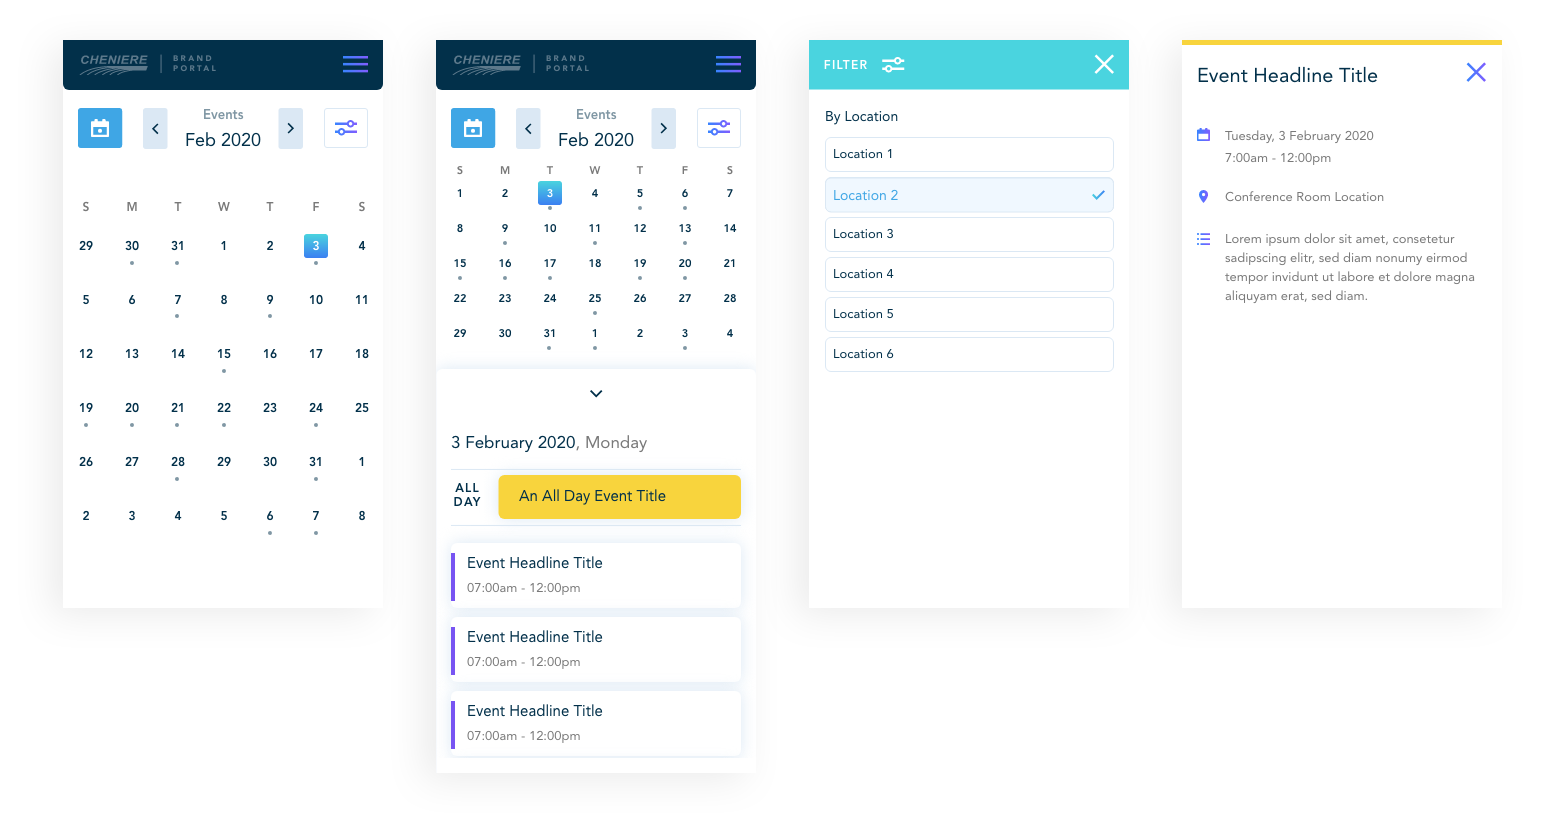 CHENIERE
BRAND
PORTAL
Events
Feb 2020
S M T W T F S
29 30 31 1 2 3 4
5 6 7 8 9 10 11
12 13 14 15 16 17 18
19 20 21 22 23 24 25
26 27 28 29 30 31 1
2 3 4 5 6 7 8
CHENIERE
BRAND
PORTAL
Events
Feb 2020
S M T W T F S
1 2 3 4 5 6 7
8 9 10 11 12 13 14
15 16 17 18 19 20 21
22 23 24 25 26 27 28
29 30 31 1 2 3 4
3 February 2020, Monday
ALL
DAY
An All Day Event Title
Event Headline Title
07:00am - 12:00pm
Event Headline Title
07:00am - 12:00pm
Event Headline Title
07:00am - 12:00pm
FILTER
By Location
Location 1
Location 2
Location 3
Location 4
Location 5
Location 6
Event Headline Title
Tuesday, 3 February 2020
7:00am - 12:00pm
Conference Room Location
Lorem ipsum dolor sit amet, consetetur
sadipscing elitr, sed diam nonumy eirmod
tempor invidunt ut labore et dolore magna
aliquyam erat, sed diam.